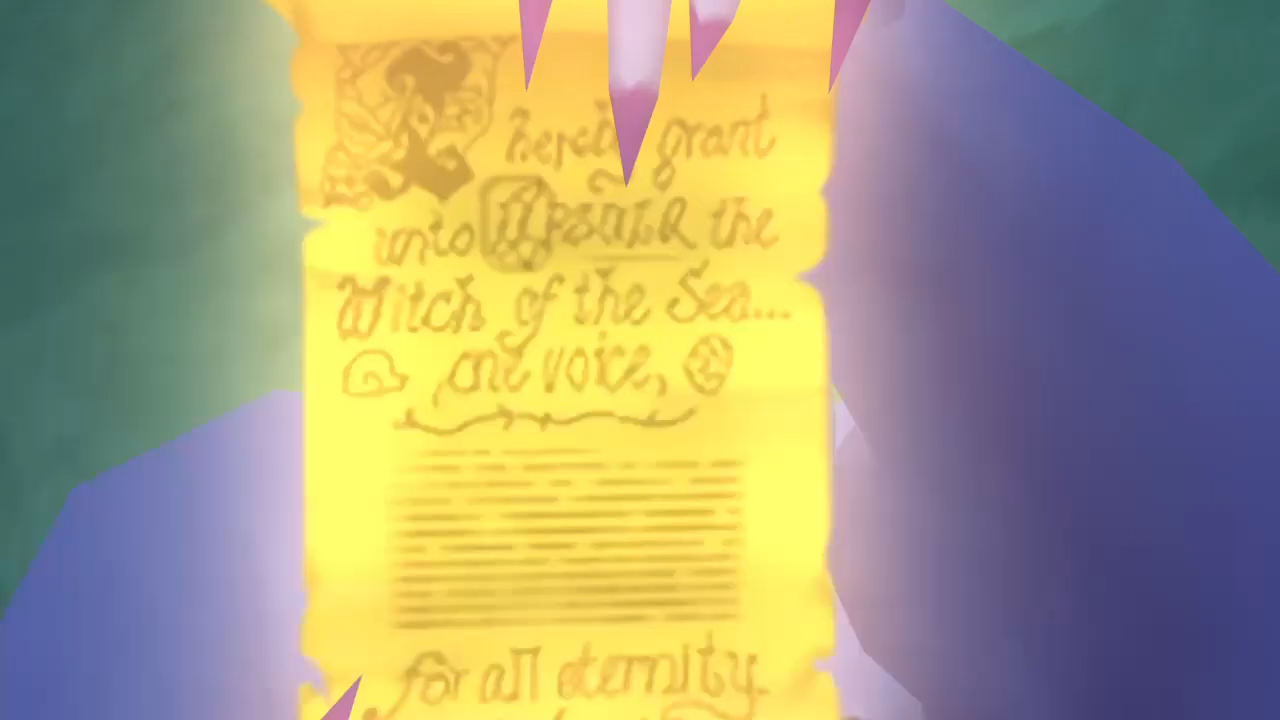 I hereby grant
unto URSULA the
Witch of the Sea...
one voice,
for all eternity.